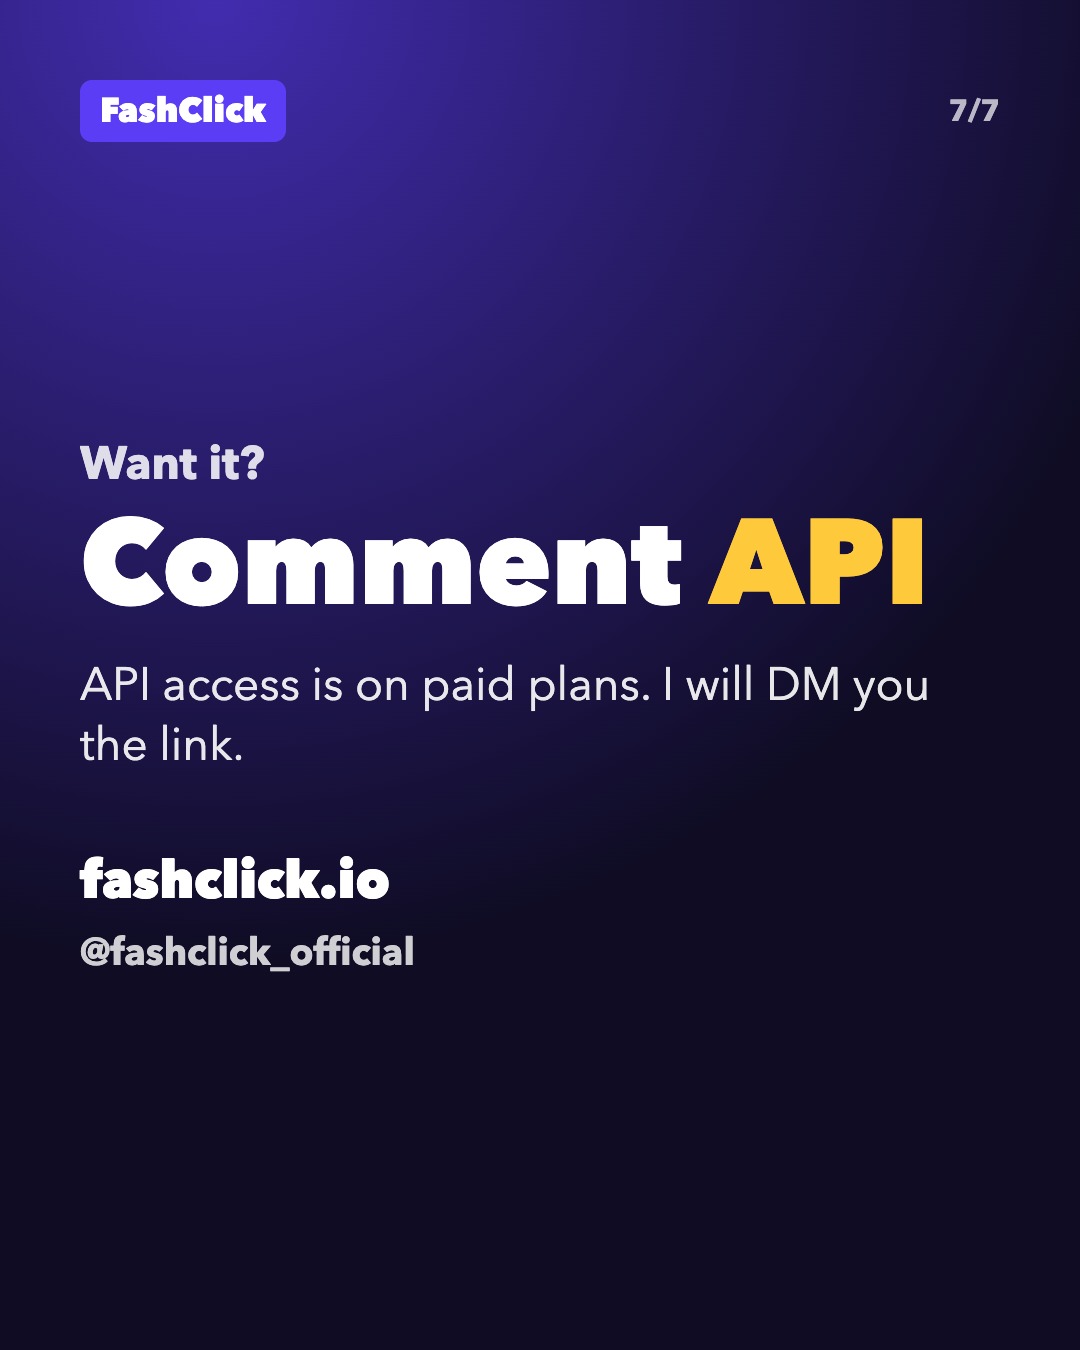 FashClick
7/7
Want it?
Comment API
API access is on paid plans. I will DM you
the link.
fashclick.io
@fashclick_official